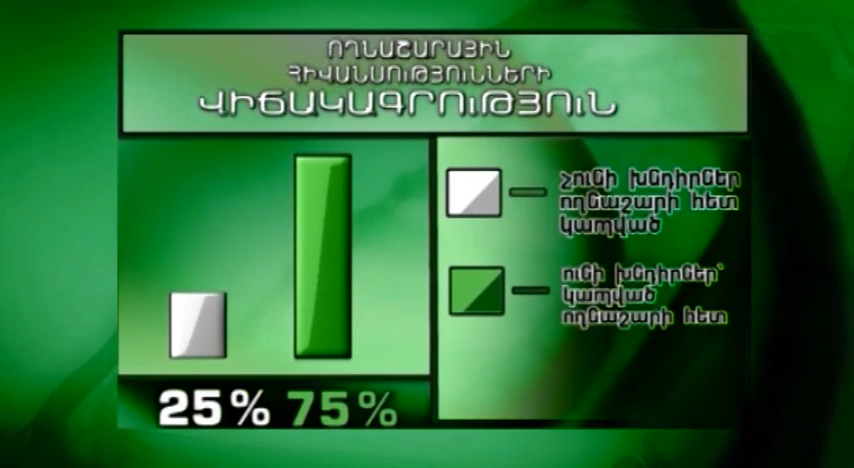 ՈՂՆԱՇԱՐԱՅԻՆ
ՀԻՎԱՆԴՈՒԹՅՈՒՆՆԵՐԻ
ՎԻՃԱԿԱԳՐՈՒԹՅՈՒՆ
չունի խնդիրներ
ողնաշարի հետ
կապված
ունի խնդիրներ՝
կապված
ողնաշարի հետ
25% 75%